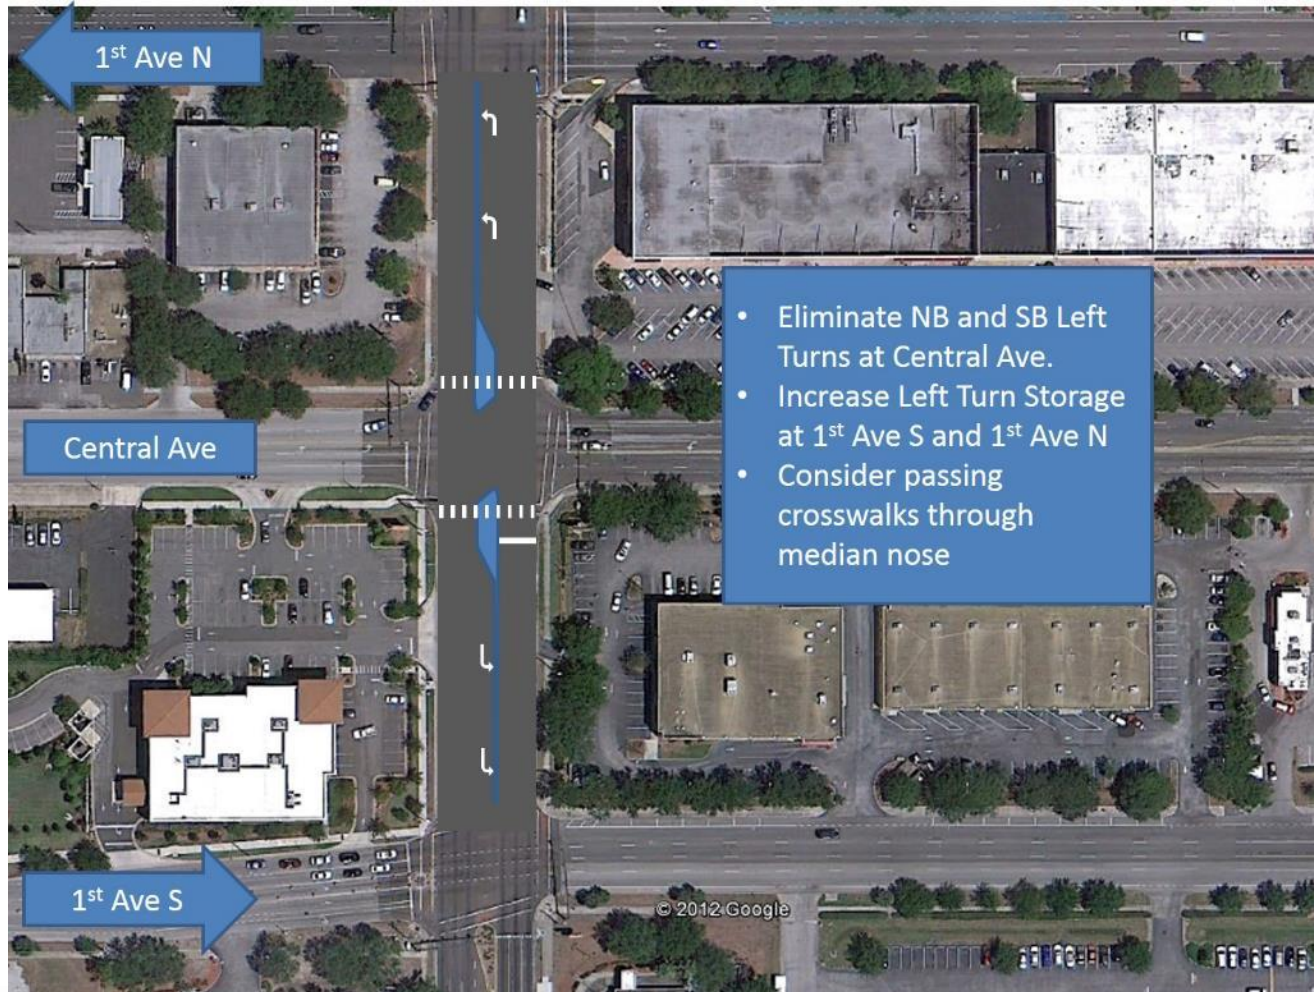 1st Ave N
• Eliminate NB and SB Left
Turns at Central Ave.
• Increase Left Turn Storage
at 1st Ave S and 1st Ave N
• Consider passing
crosswalks through
median nose
Central Ave
1st Ave S
© 2012 Google